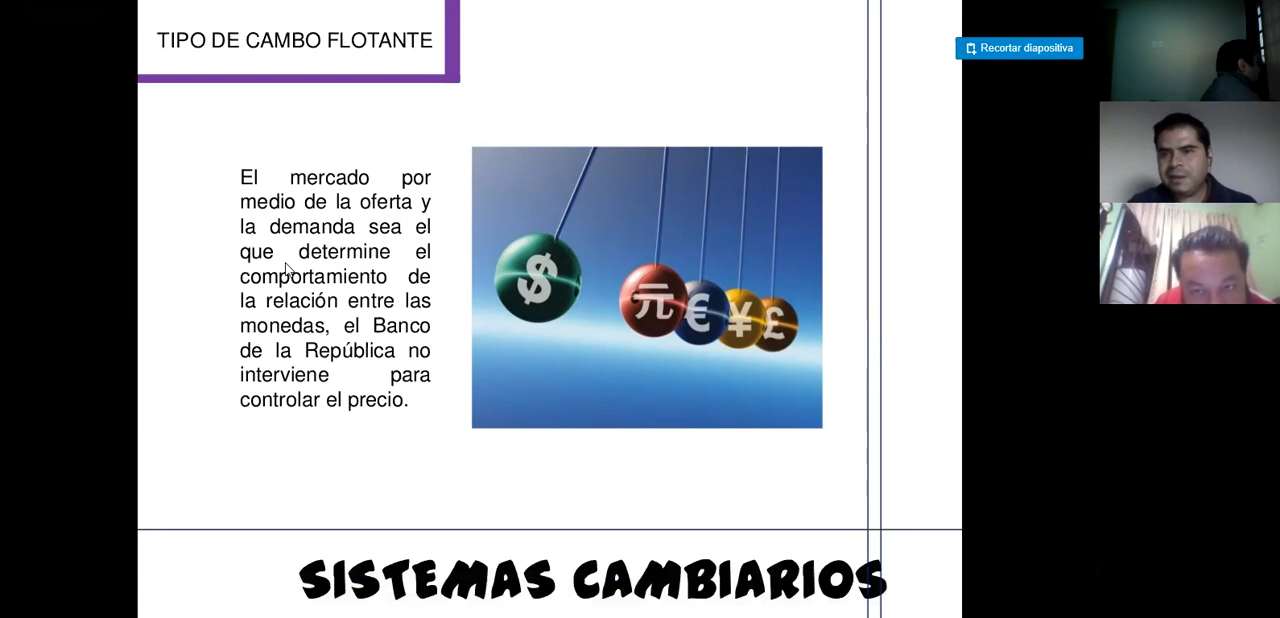 TIPO DE CAMBO FLOTANTE
Recortar diapositiva
El mercado por
medio de la oferta y
la demanda sea el
que determine el
comportamiento de
la relación entre las
monedas, el Banco
de la República no
interviene para
controlar el precio.
$ 元 € ¥ £
SISTEMAS CAMBIARIOS